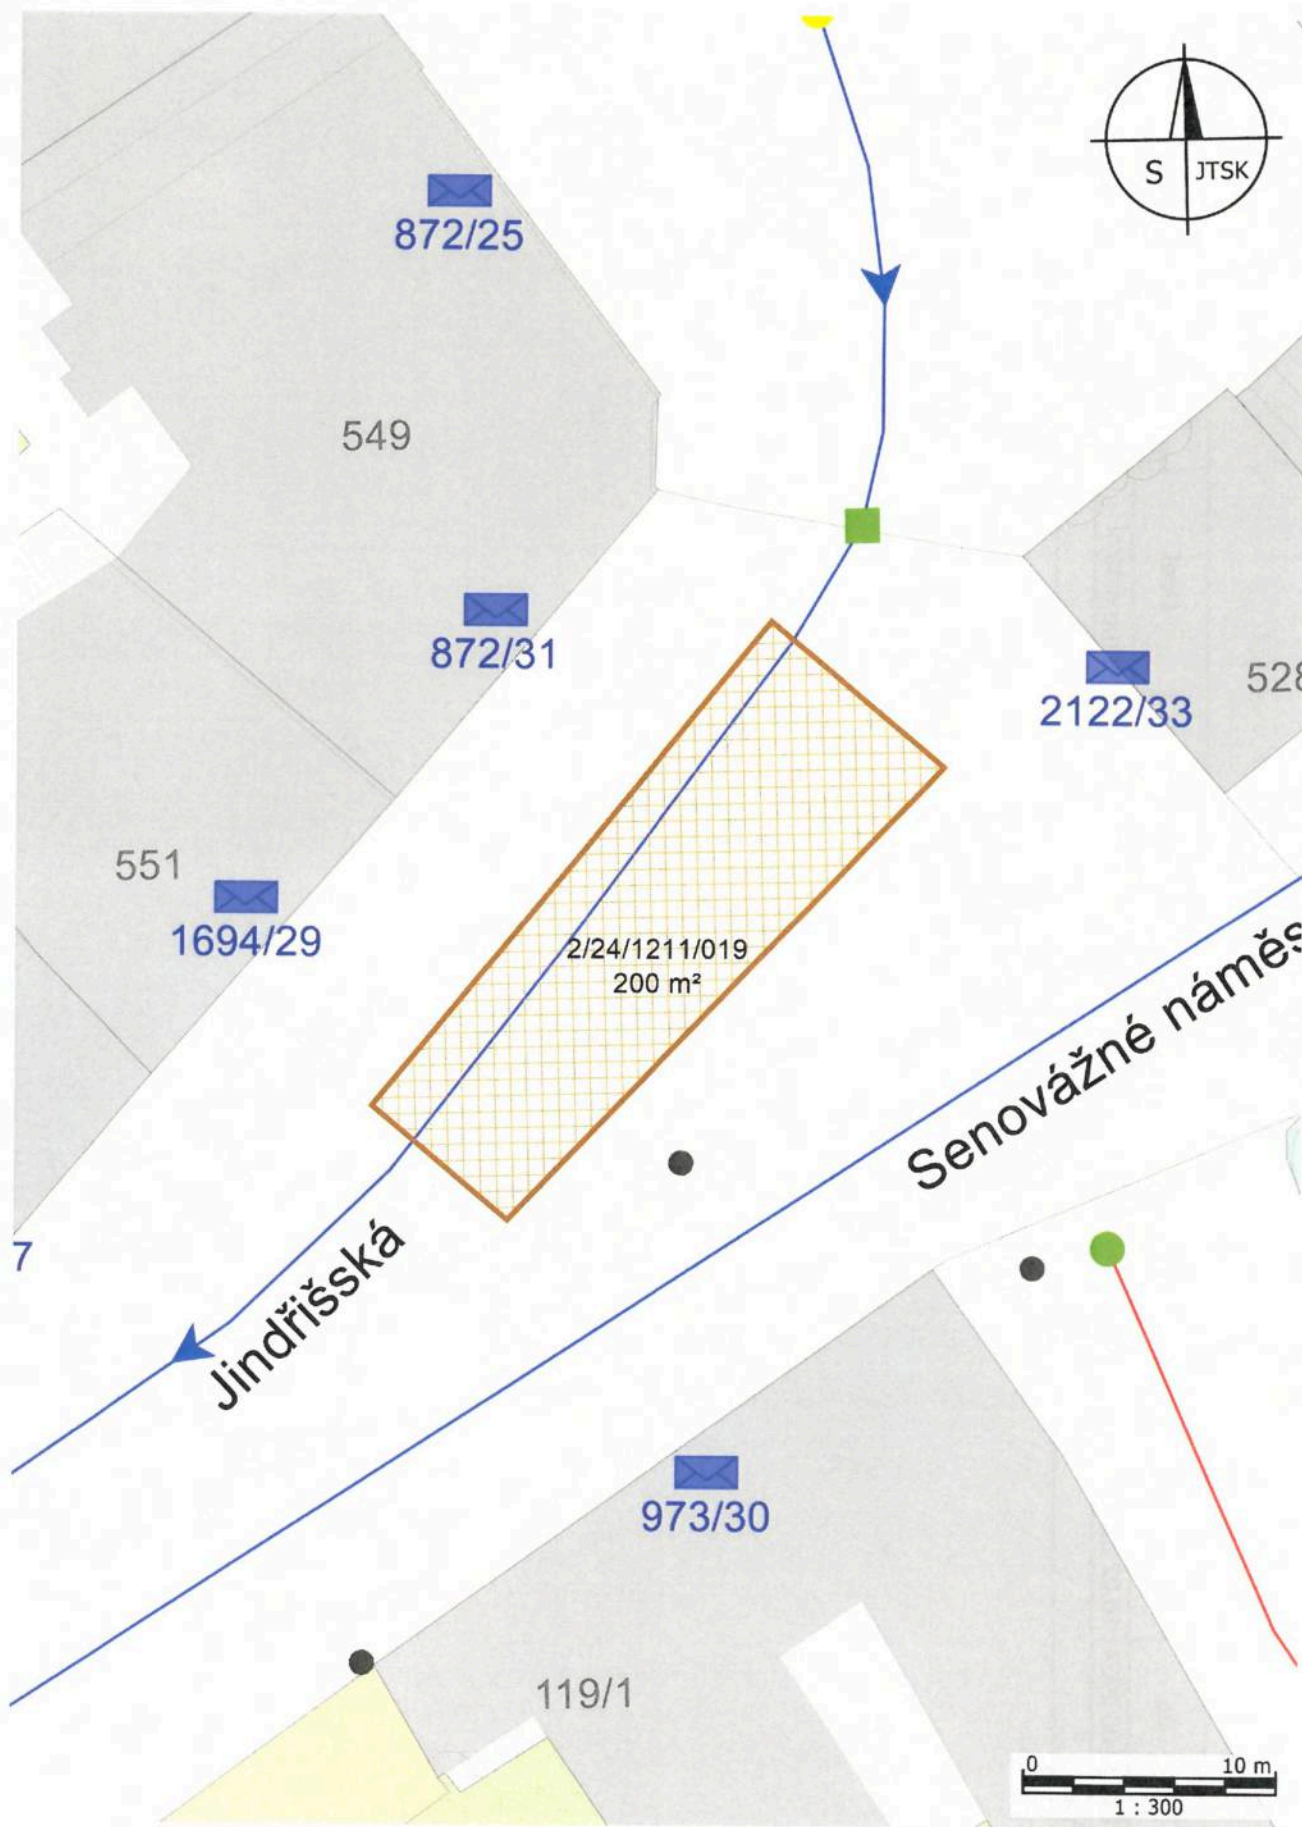 S JTSK
872/25
549
872/31
2122/33
528
551
1694/29
2/24/1211/019
200 m²
Senovážné náměs
7
Jindřišská
973/30
119/1
0 10 m
1 : 300